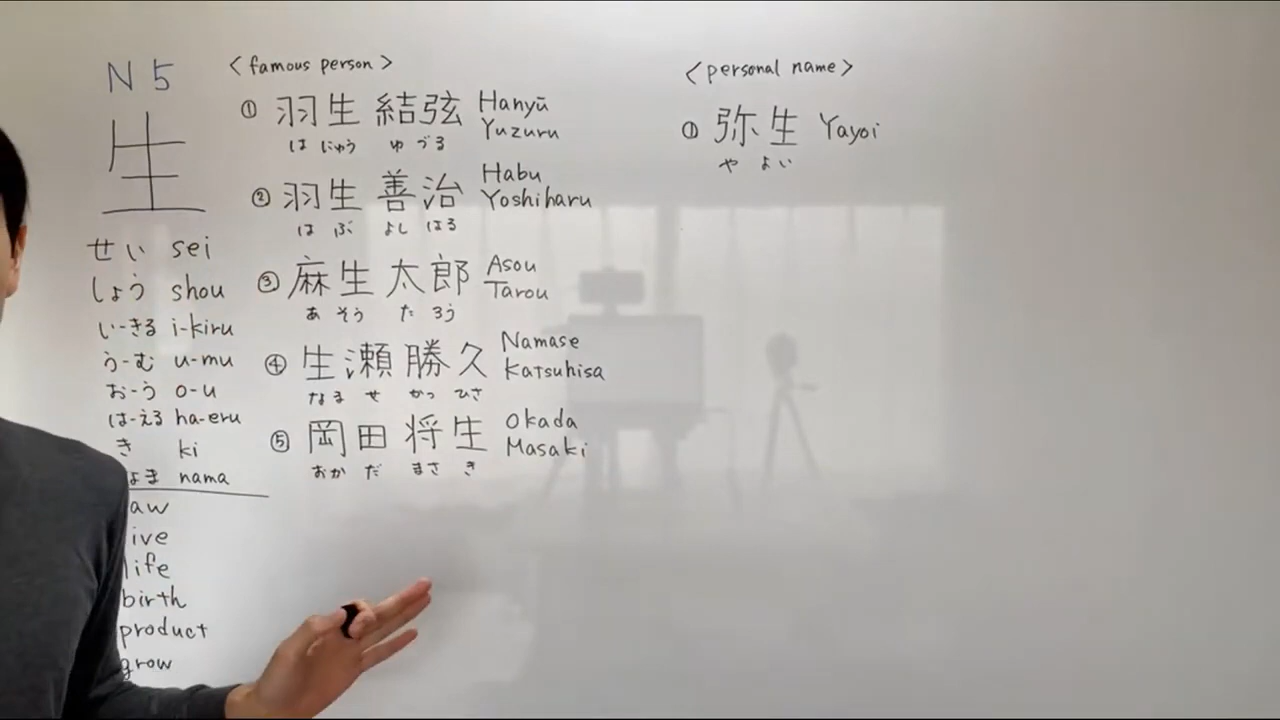 N5
生
せい sei
しょう shou
い-きる i-kiru
う-む u-mu
お-う o-u
は-える ha-eru
き ki
ま nama
aw
ive
life
birth
product
grow
<famous person>
① 羽生 結弦 Hanyū Yuzuru
は にゅう ゆ づる
② 羽生 善治 Habu Yoshiharu
は ぶ よし はる
③ 麻生 太郎 Asou Tarou
あ そう た ろう
④ 生瀬 勝久 Namase Katsuhisa
なる せ かつ ひさ
⑤ 岡田 将生 Okada Masaki
おか だ まさ き
<personal name>
① 弥生 Yayoi
や よい